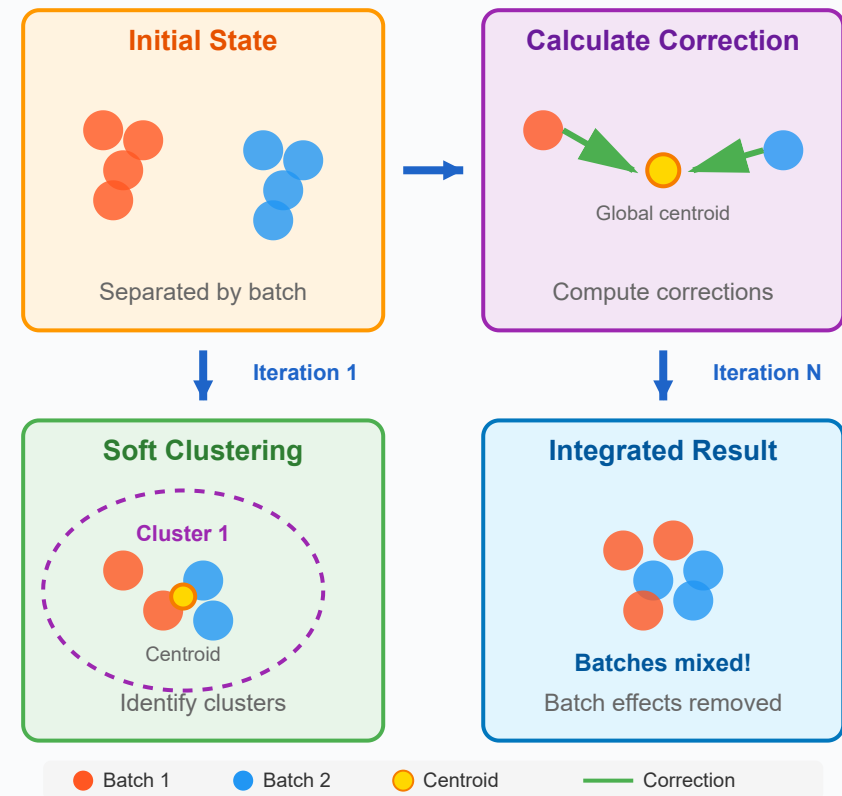 Initial State
Separated by batch
Calculate Correction
Global centroid
Compute corrections
Iteration 1
Iteration N
Soft Clustering
Cluster 1
Centroid
Identify clusters
Integrated Result
Batches mixed!
Batch effects removed
Batch 1
Batch 2
Centroid
Correction